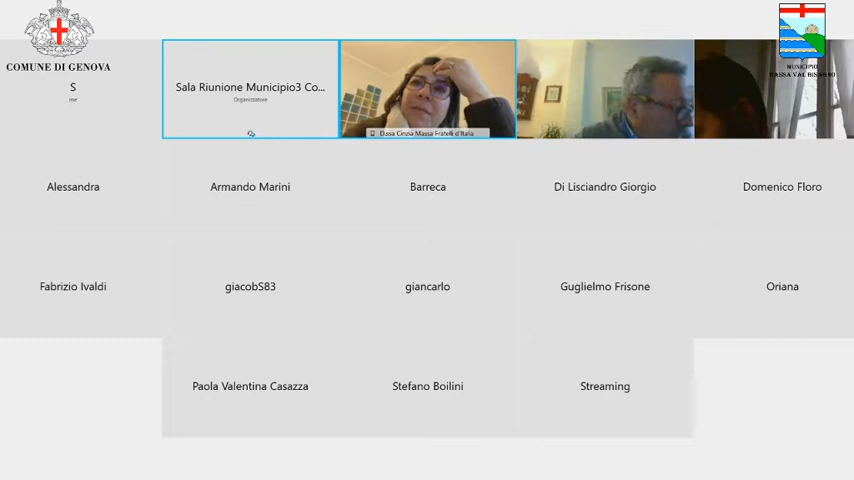 COMUNE DI GENOVA
MUNICIPIO
BASSA VAL BISAGNO
S
me
Sala Riunione Municipio3 Co...
Organizzatore
D.ssa Cinzia Massa Fratelli d'Italia
Alessandra
Armando Marini
Barreca
Di Lisciandro Giorgio
Domenico Floro
Fabrizio Ivaldi
giacobS83
giancarlo
Guglielmo Frisone
Oriana
Paola Valentina Casazza
Stefano Boilini
Streaming